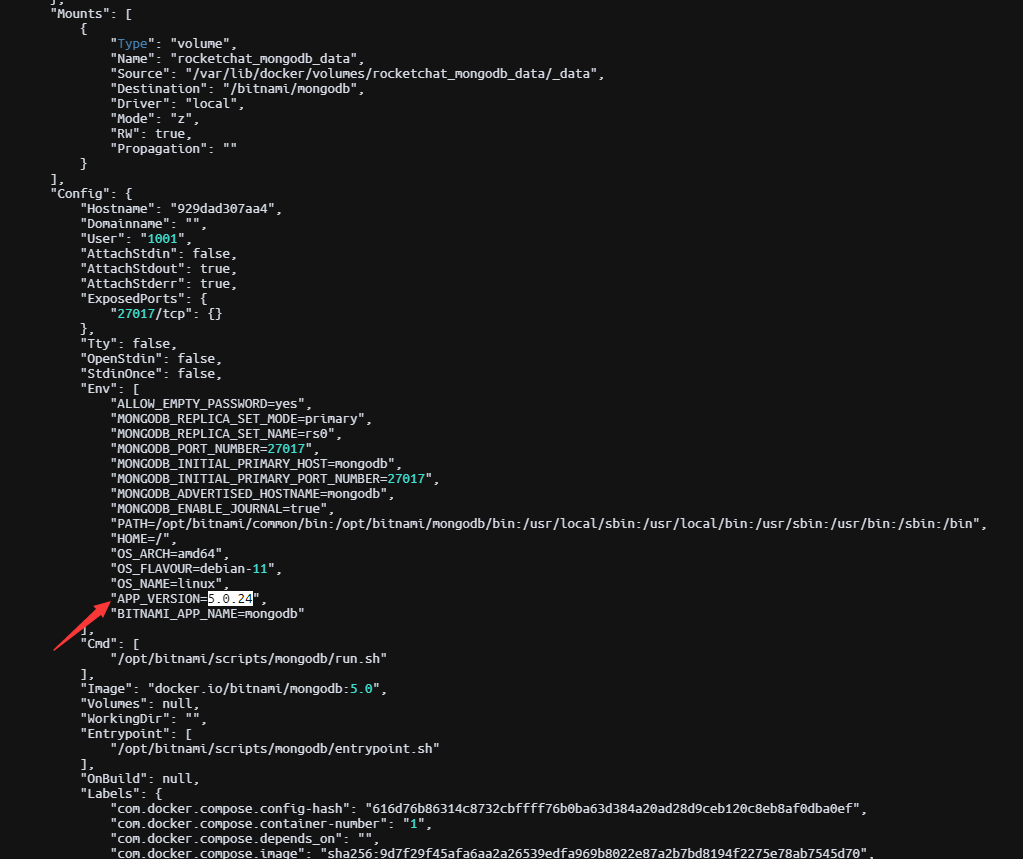 },
"Mounts": [
{
"Type": "volume",
"Name": "rocketchat_mongodb_data",
"Source": "/var/lib/docker/volumes/rocketchat_mongodb_data/_data",
"Destination": "/bitnami/mongodb",
"Driver": "local",
"Mode": "z",
"RW": true,
"Propagation": ""
}
],
"Config": {
"Hostname": "929dad307aa4",
"Domainname": "",
"User": "1001",
"AttachStdin": false,
"AttachStdout": true,
"AttachStderr": true,
"ExposedPorts": {
"27017/tcp": {}
},
"Tty": false,
"OpenStdin": false,
"StdinOnce": false,
"Env": [
"ALLOW_EMPTY_PASSWORD=yes",
"MONGODB_REPLICA_SET_MODE=primary",
"MONGODB_REPLICA_SET_NAME=rs0",
"MONGODB_PORT_NUMBER=27017",
"MONGODB_INITIAL_PRIMARY_HOST=mongodb",
"MONGODB_INITIAL_PRIMARY_PORT_NUMBER=27017",
"MONGODB_ADVERTISED_HOSTNAME=mongodb",
"MONGODB_ENABLE_JOURNAL=true",
"PATH=/opt/bitnami/common/bin:/opt/bitnami/mongodb/bin:/usr/local/sbin:/usr/local/bin:/usr/sbin:/usr/bin:/sbin:/bin",
"HOME=/",
"OS_ARCH=amd64",
"OS_FLAVOUR=debian-11",
"OS_NAME=linux",
"APP_VERSION=5.0.24",
"BITNAMI_APP_NAME=mongodb"
],
"Cmd": [
"/opt/bitnami/scripts/mongodb/run.sh"
],
"Image": "docker.io/bitnami/mongodb:5.0",
"Volumes": null,
"WorkingDir": "",
"Entrypoint": [
"/opt/bitnami/scripts/mongodb/entrypoint.sh"
],
"OnBuild": null,
"Labels": {
"com.docker.compose.config-hash": "616d76b86314c8732cbffff76b0ba63d384a20ad28d9ceb120c8eb8af0dba0ef",
"com.docker.compose.container-number": "1",
"com.docker.compose.depends_on": "",
"com.docker.compose.image": "sha256:9d7f29f45afa6aa2a26539edfa969b8022e87a2b7bd8194f2275e78ab7545d70",